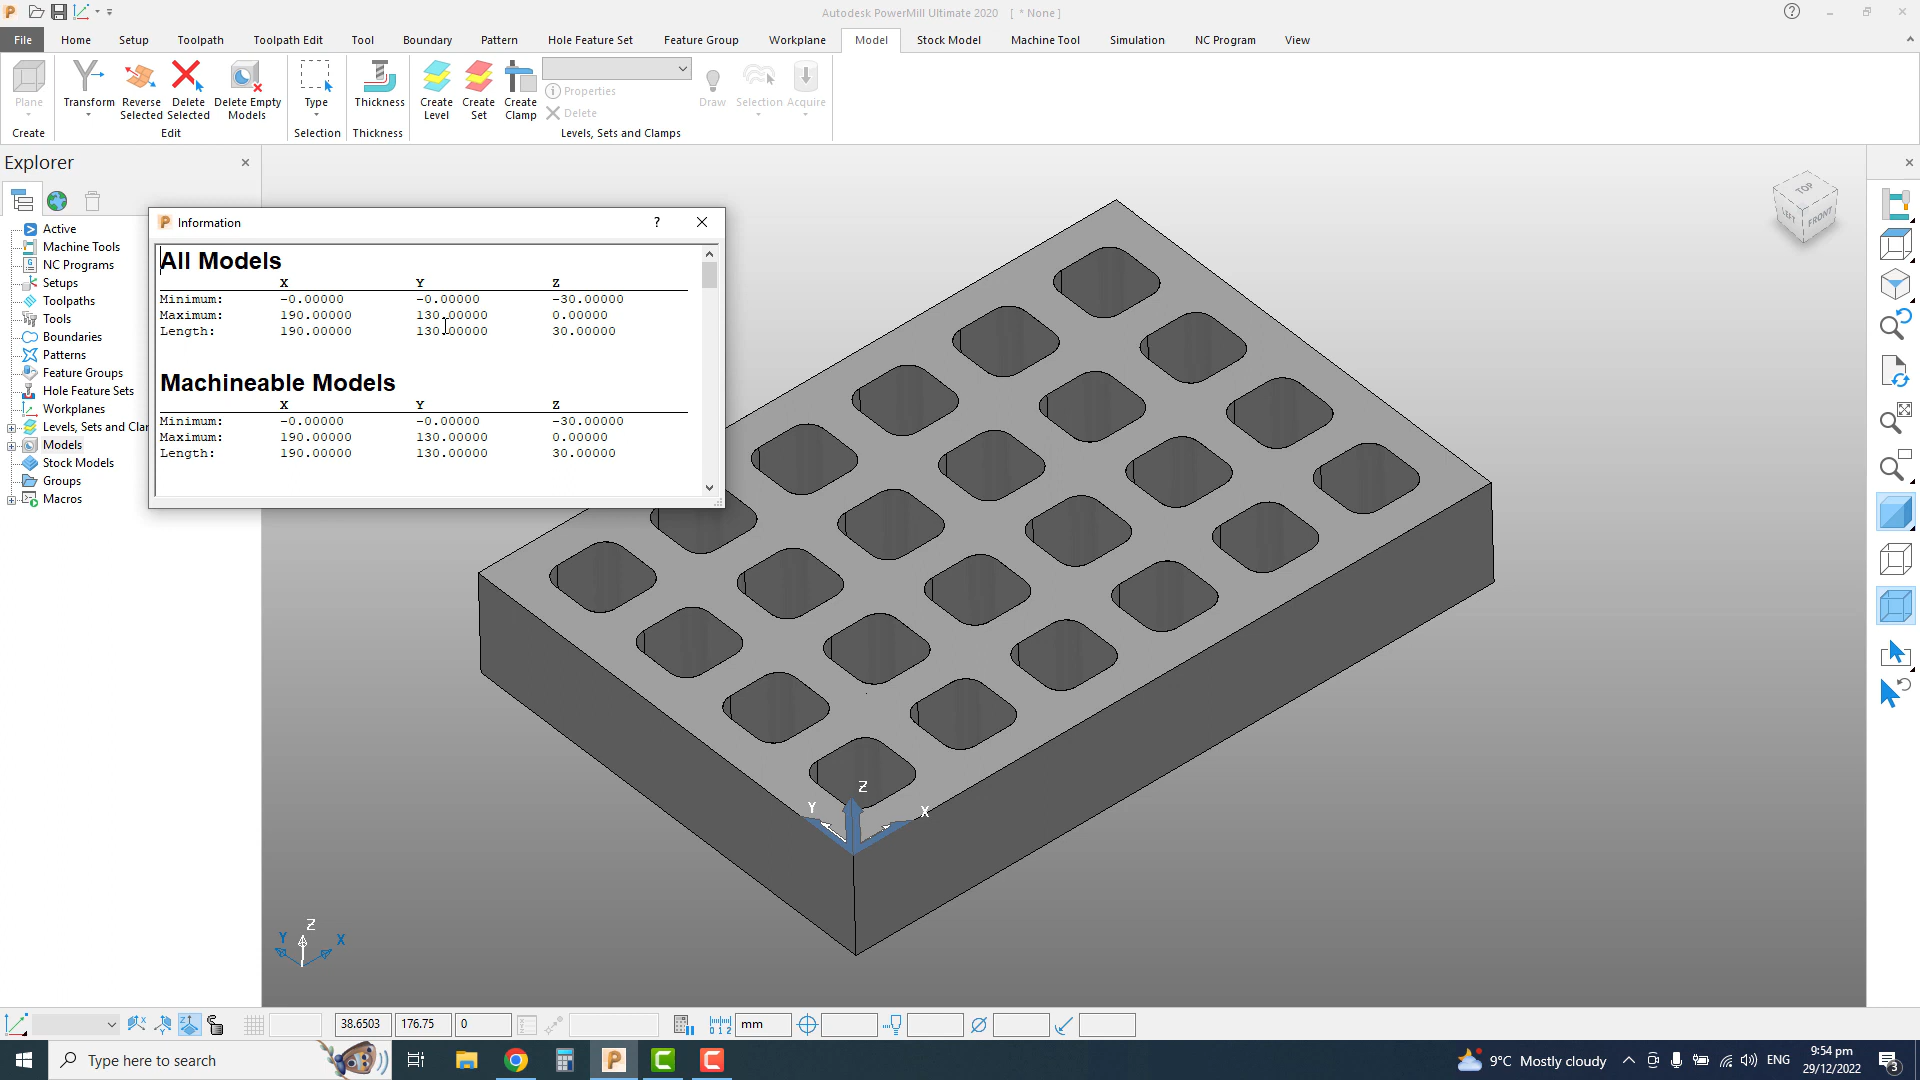 Autodesk PowerMill Ultimate 2020 [ * None ]
File Home Setup Toolpath Toolpath Edit Tool Boundary Pattern Hole Feature Set Feature Group Workplane Model Stock Model Machine Tool Simulation NC Program View
Plane
Transform
Reverse Selected
Delete Selected
Delete Empty Models
Type
Thickness
Create Level
Create Set
Create Clamp
Properties
Delete
Draw
Selection
Acquire
Create Edit Selection Thickness Levels, Sets and Clamps
Explorer
Active
Machine Tools
NC Programs
Setups
Toolpaths
Tools
Boundaries
Patterns
Feature Groups
Hole Feature Sets
Workplanes
Levels, Sets and Clar
Models
Stock Models
Groups
Macros
Information
All Models
X Y Z
Minimum: -0.00000 -0.00000 -30.00000
Maximum: 190.00000 130.00000 0.00000
Length: 190.00000 130.00000 30.00000
Machineable Models
X Y Z
Minimum: -0.00000 -0.00000 -30.00000
Maximum: 190.00000 130.00000 0.00000
Length: 190.00000 130.00000 30.00000
TOP
LEFT FRONT
Z
Y X
Z
Y X
38.6503 176.75 0 mm
Type here to search
9°C Mostly cloudy ENG
9:54 pm
29/12/2022
3